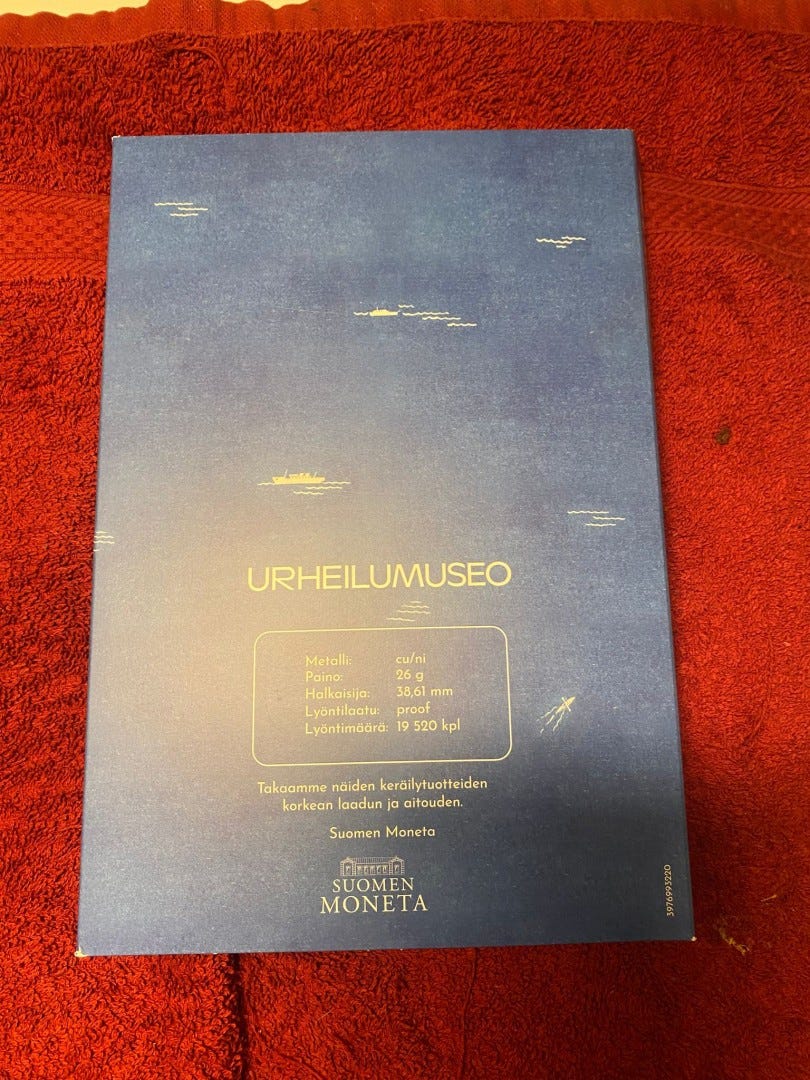 URHEILUMUSEO
Metalli: cu/ni
Paino: 26 g
Halkaisija: 38,61 mm
Lyöntilaatu: proof
Lyöntimäärä: 19 520 kpl
Takaamme näiden keräilytuotteiden
korkean laadun ja aitouden.
Suomen Moneta
SUOMEN
MONETA
3976993220